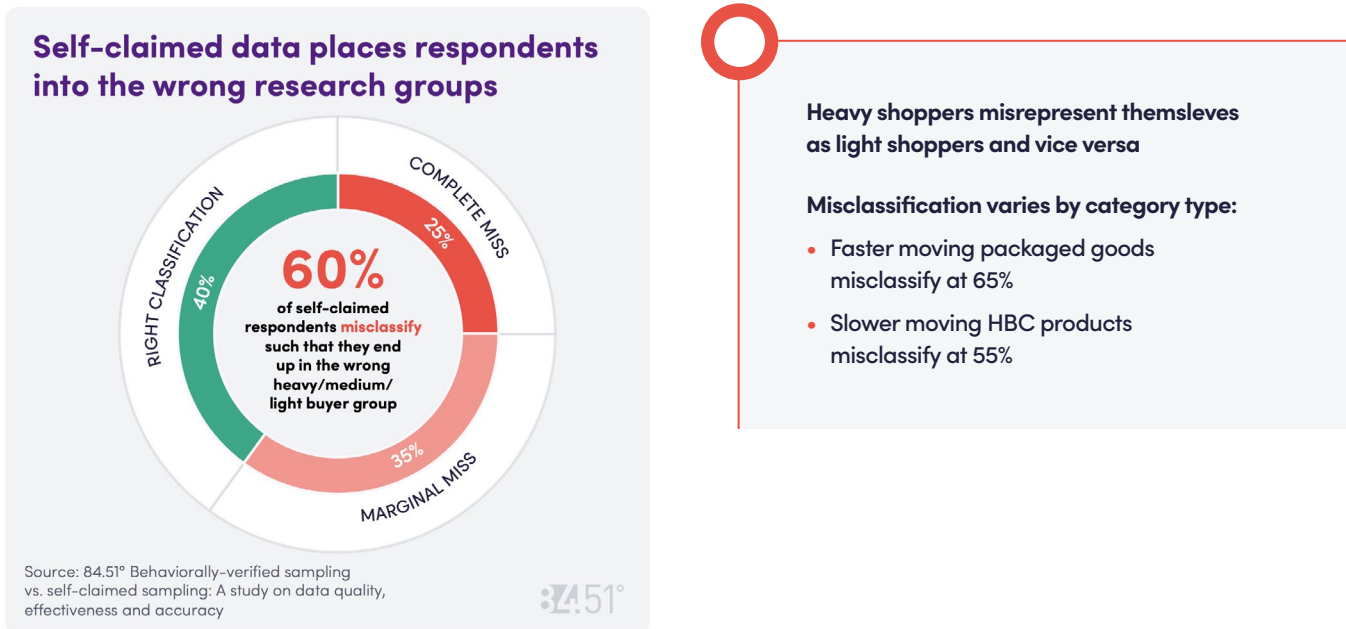 Self-claimed data places respondents
into the wrong research groups
RIGHT CLASSIFICATION
COMPLETE MISS
25%
40%
60%
of self-claimed
respondents misclassify
such that they end
up in the wrong
heavy/medium/
light buyer group
35%
MARGINAL MISS
Source: 84.51° Behaviorally-verified sampling
vs. self-claimed sampling: A study on data quality,
effectiveness and accuracy
84.51°
Heavy shoppers misrepresent themsleves
as light shoppers and vice versa
Misclassification varies by category type:
• Faster moving packaged goods
misclassify at 65%
• Slower moving HBC products
misclassify at 55%